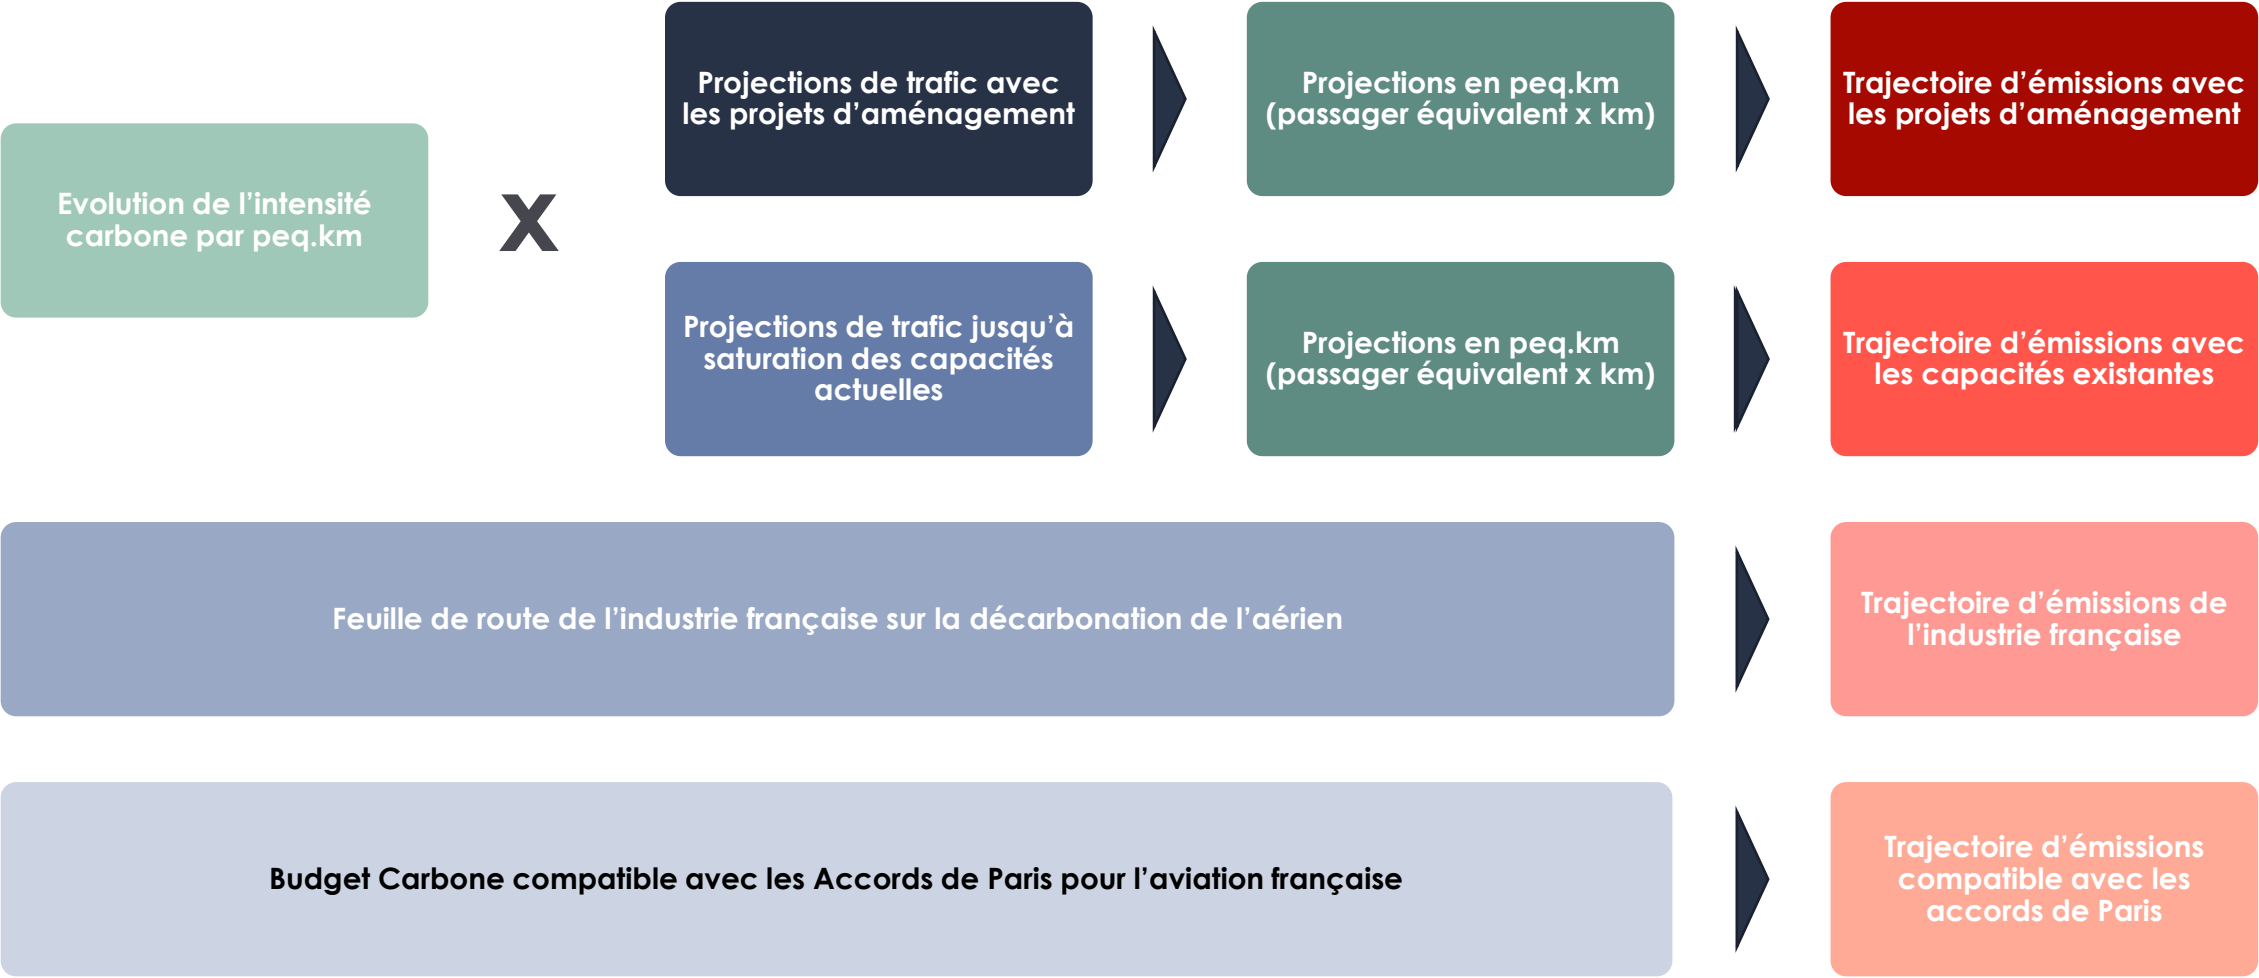 Evolution de l’intensité
carbone par peq.km
x
Projections de trafic avec
les projets d’aménagement
Projections en peq.km
(passager équivalent x km)
Trajectoire d’émissions avec
les projets d’aménagement
Projections de trafic jusqu’à
saturation des capacités
actuelles
Projections en peq.km
(passager équivalent x km)
Trajectoire d’émissions avec
les capacités existantes
Feuille de route de l’industrie française sur la décarbonation de l’aérien
Trajectoire d’émissions de
l’industrie française
Budget Carbone compatible avec les Accords de Paris pour l’aviation française
Trajectoire d’émissions
compatible avec les
accords de Paris